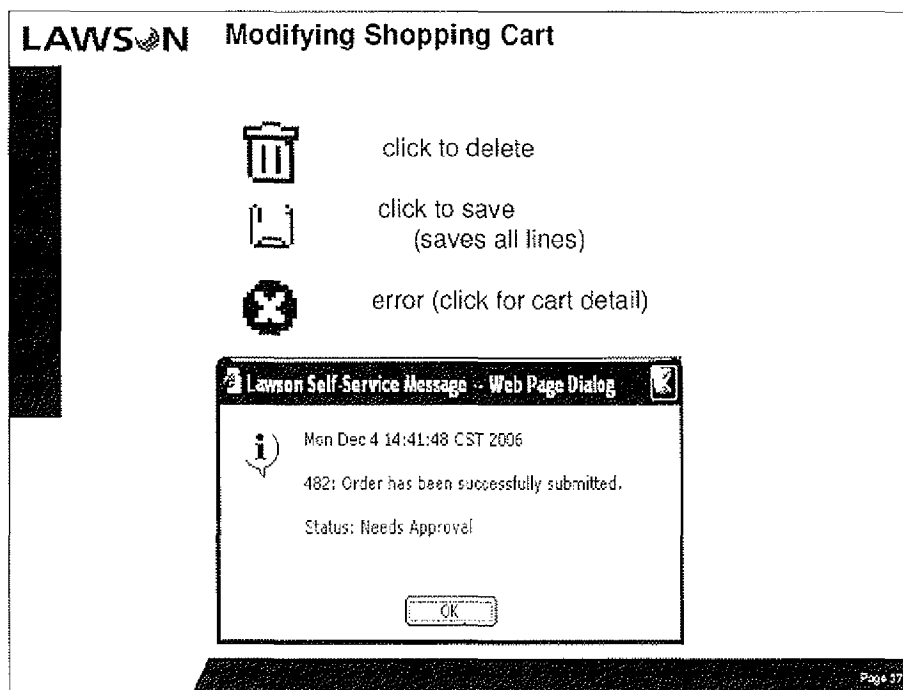 LAWSON
Modifying Shopping Cart
click to delete
click to save
(saves all lines)
error (click for cart detail)
Lawson Self-Service Message -- Web Page Dialog
Mon Dec 4 14:41:48 CST 2006
482: Order has been successfully submitted.
Status: Needs Approval
OK
Page 37